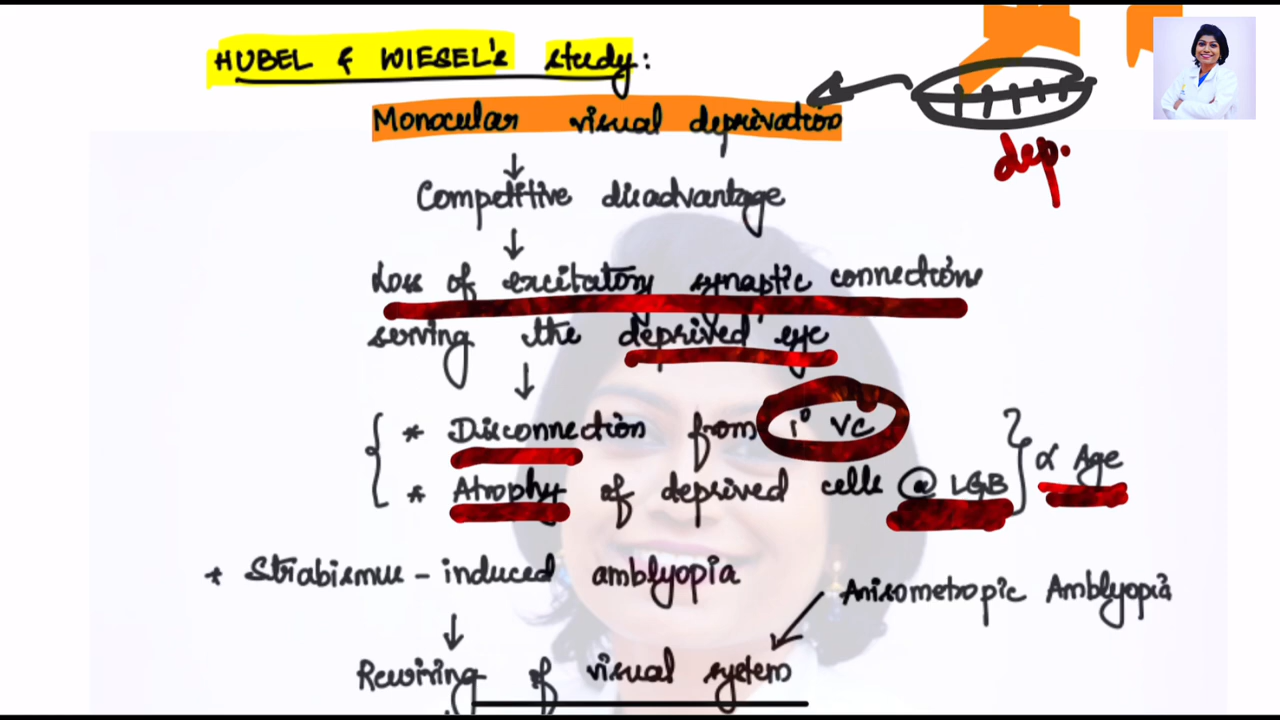 HUBEL & WIESEL's study:
Monocular visual deprivation
dep.
↓
Competitive disadvantage
↓
Loss of excitatory synaptic connections
serving the deprived eye
↓
{ * Disconnection from 1° VC
* Atrophy of deprived cells @ LGB } α Age
* Strabismus - induced amblyopia
Anisometropic Amblyopia
↓
Rewiring of visual system